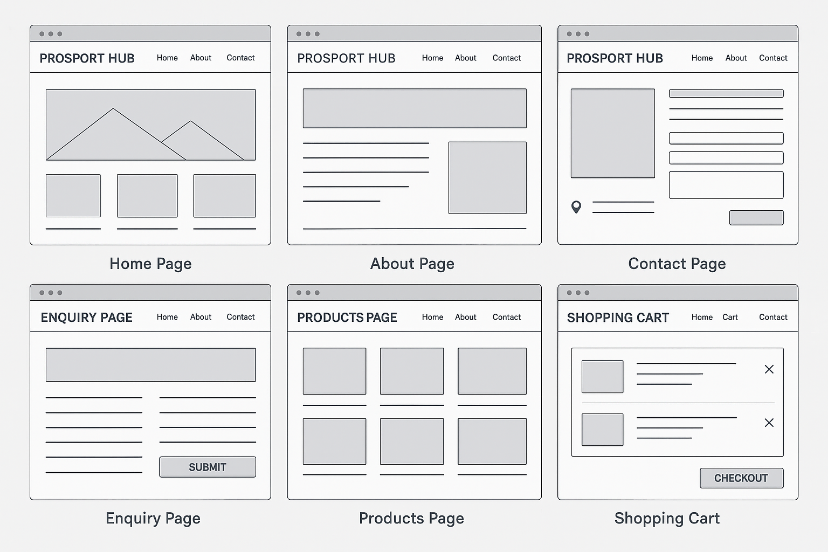 PROSPORT HUB Home About Contact
PROSPORT HUB Home About Contact
PROSPORT HUB Home About Contact
Home Page
About Page
Contact Page
ENQUIRY PAGE Home About Contact
PRODUCTS PAGE Home About Contact
SHOPPING CART Home Cart Contact
SUBMIT
CHECKOUT
Enquiry Page
Products Page
Shopping Cart